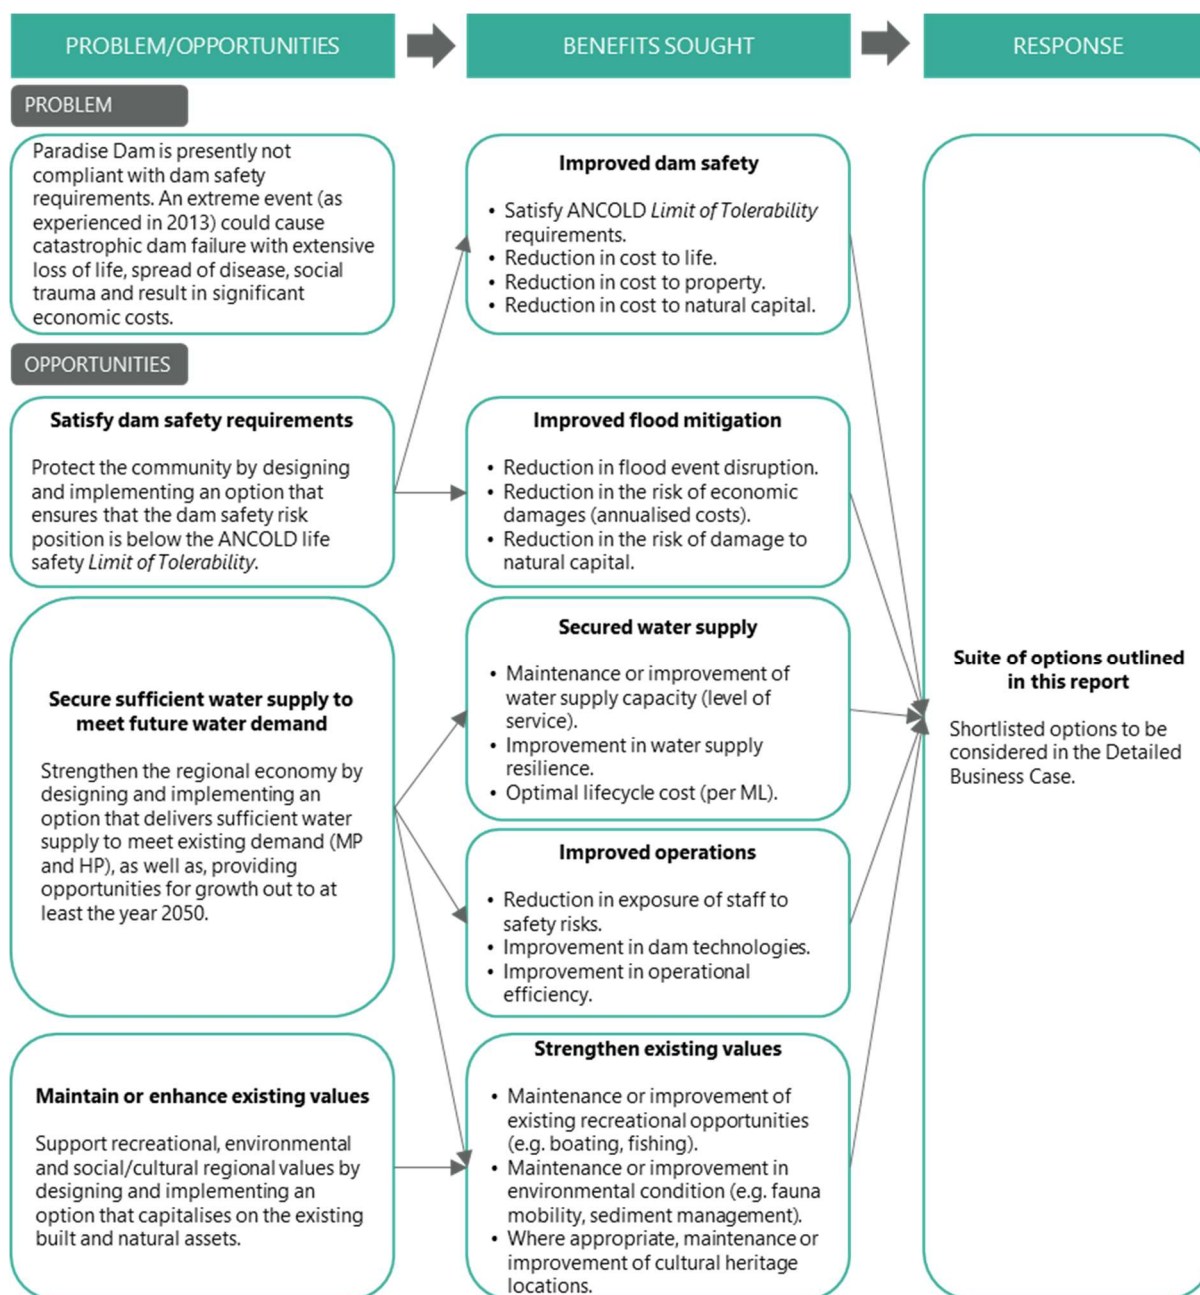 PROBLEM/OPPORTUNITIES
BENEFITS SOUGHT
RESPONSE
PROBLEM
Paradise Dam is presently not
compliant with dam safety
requirements. An extreme event (as
experienced in 2013) could cause
catastrophic dam failure with extensive
loss of life, spread of disease, social
trauma and result in significant
economic costs.
OPPORTUNITIES
Satisfy dam safety requirements
Protect the community by designing
and implementing an option that
ensures that the dam safety risk
position is below the ANCOLD life
safety Limit of Tolerability.
Secure sufficient water supply to
meet future water demand
Strengthen the regional economy by
designing and implementing an
option that delivers sufficient water
supply to meet existing demand (MP
and HP), as well as, providing
opportunities for growth out to at
least the year 2050.
Maintain or enhance existing values
Support recreational, environmental
and social/cultural regional values by
designing and implementing an
option that capitalises on the existing
built and natural assets.
Improved dam safety
• Satisfy ANCOLD Limit of Tolerability
requirements.
• Reduction in cost to life.
• Reduction in cost to property.
• Reduction in cost to natural capital.
Improved flood mitigation
• Reduction in flood event disruption.
• Reduction in the risk of economic
damages (annualised costs).
• Reduction in the risk of damage to
natural capital.
Secured water supply
• Maintenance or improvement of
water supply capacity (level of
service).
• Improvement in water supply
resilience.
• Optimal lifecycle cost (per ML).
Improved operations
• Reduction in exposure of staff to
safety risks.
• Improvement in dam technologies.
• Improvement in operational
efficiency.
Strengthen existing values
• Maintenance or improvement of
existing recreational opportunities
(e.g. boating, fishing).
• Maintenance or improvement in
environmental condition (e.g. fauna
mobility, sediment management).
• Where appropriate, maintenance or
improvement of cultural heritage
locations.
Suite of options outlined
in this report
Shortlisted options to be
considered in the Detailed
Business Case.